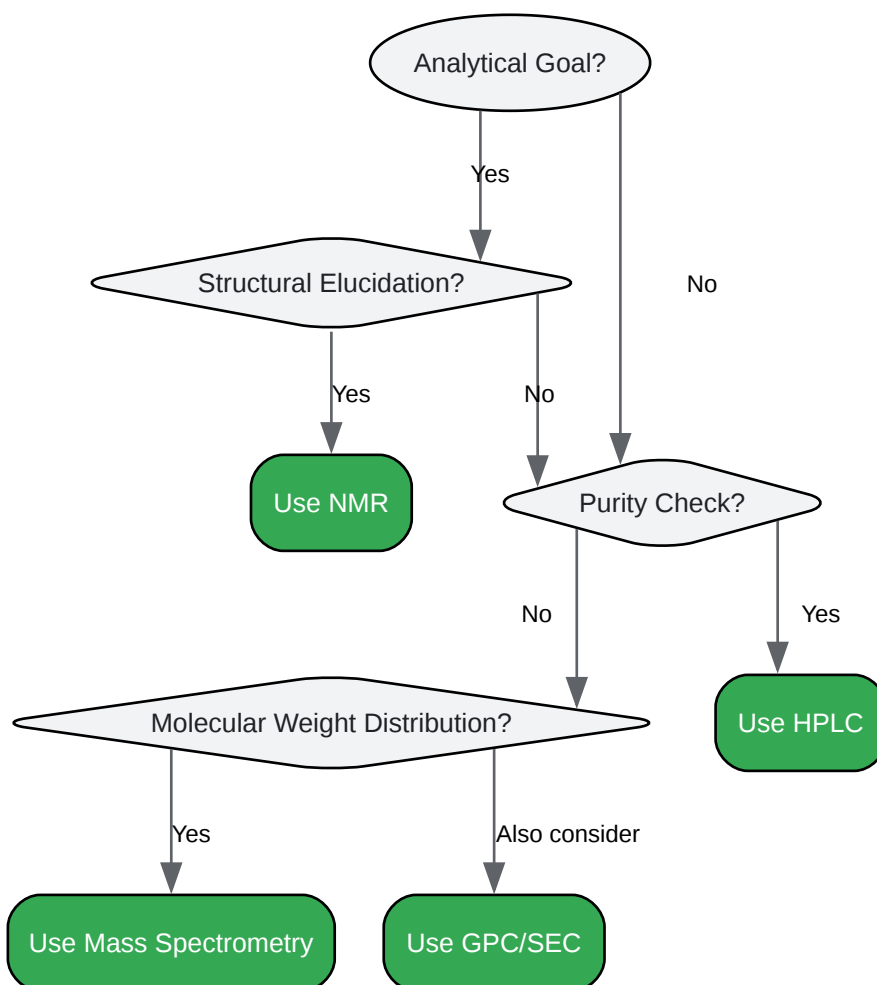 Analytical Goal?
Yes
Structural Elucidation?
No
Yes
No
Use NMR
Purity Check?
No
Yes
Use HPLC
Molecular Weight Distribution?
Yes
Also consider
Use Mass Spectrometry
Use GPC/SEC